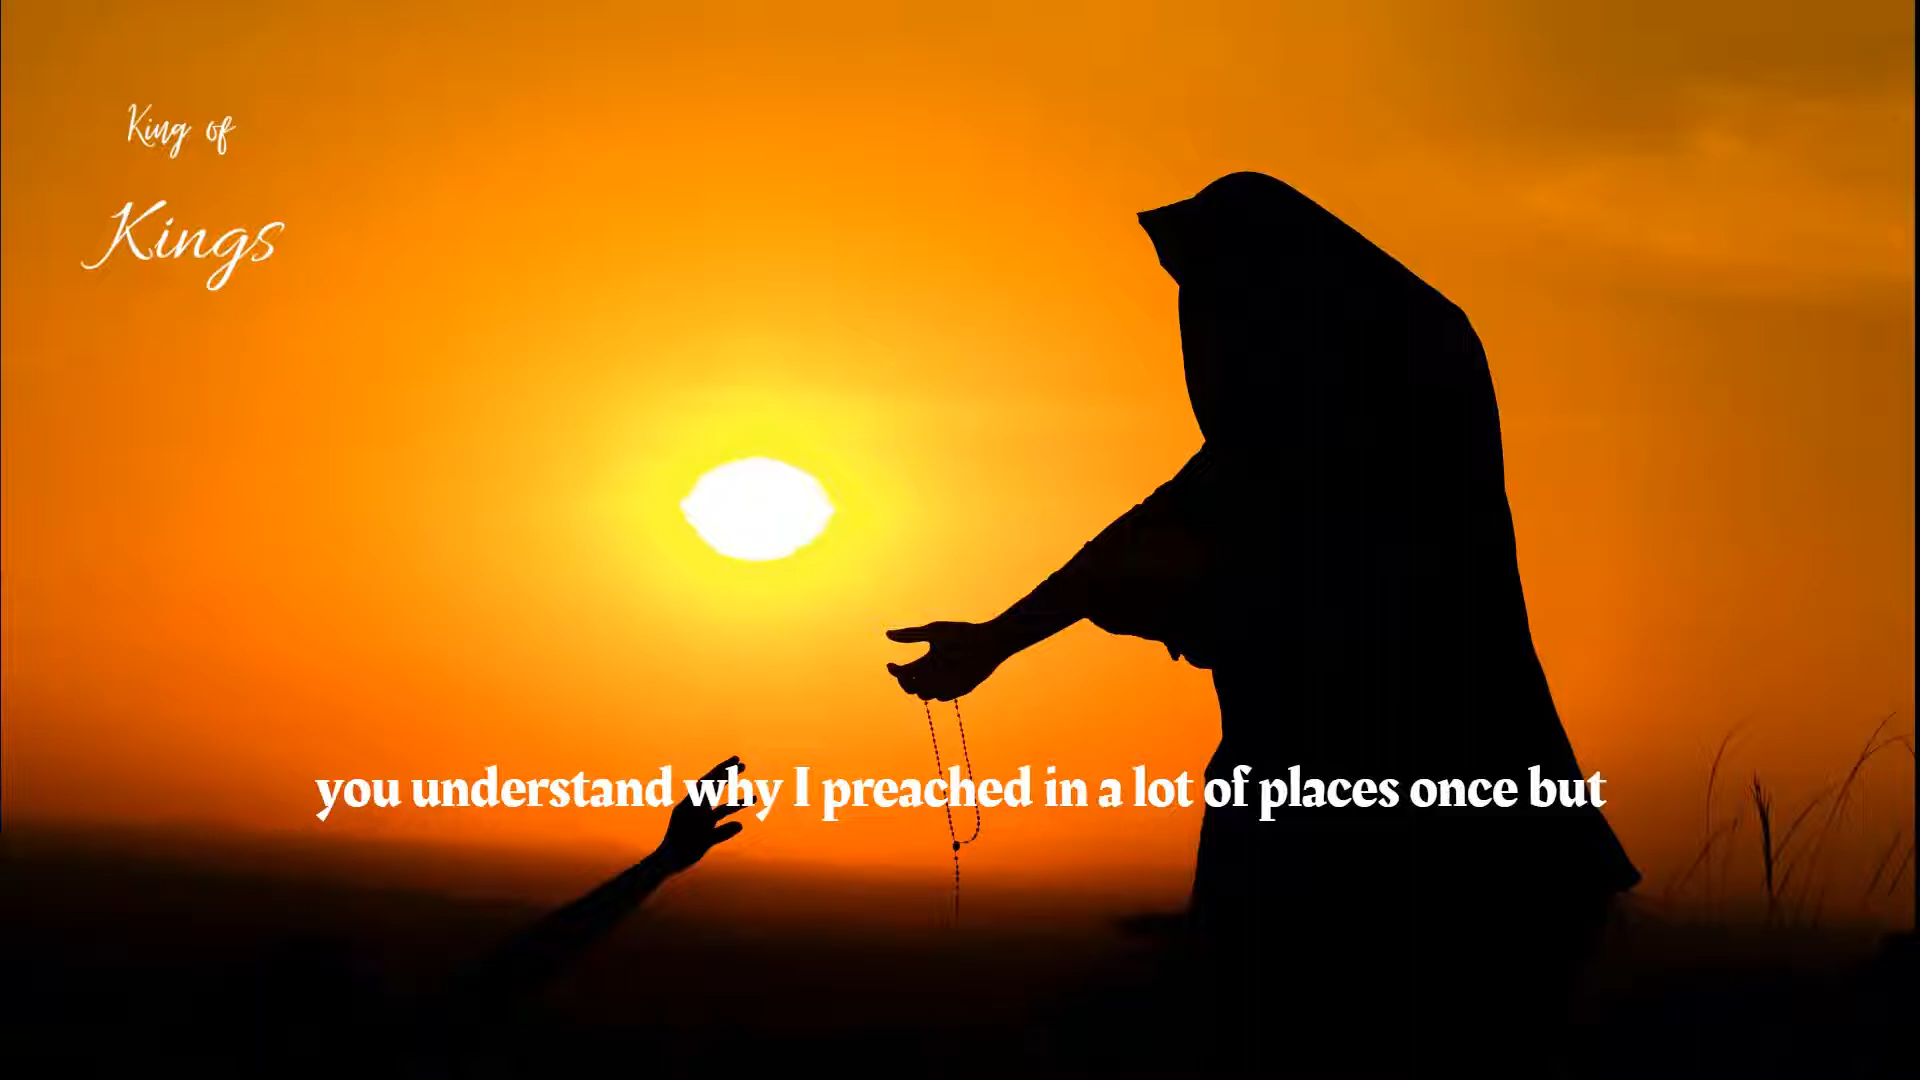 King of
Kings
you understand why I preached in a lot of places once but